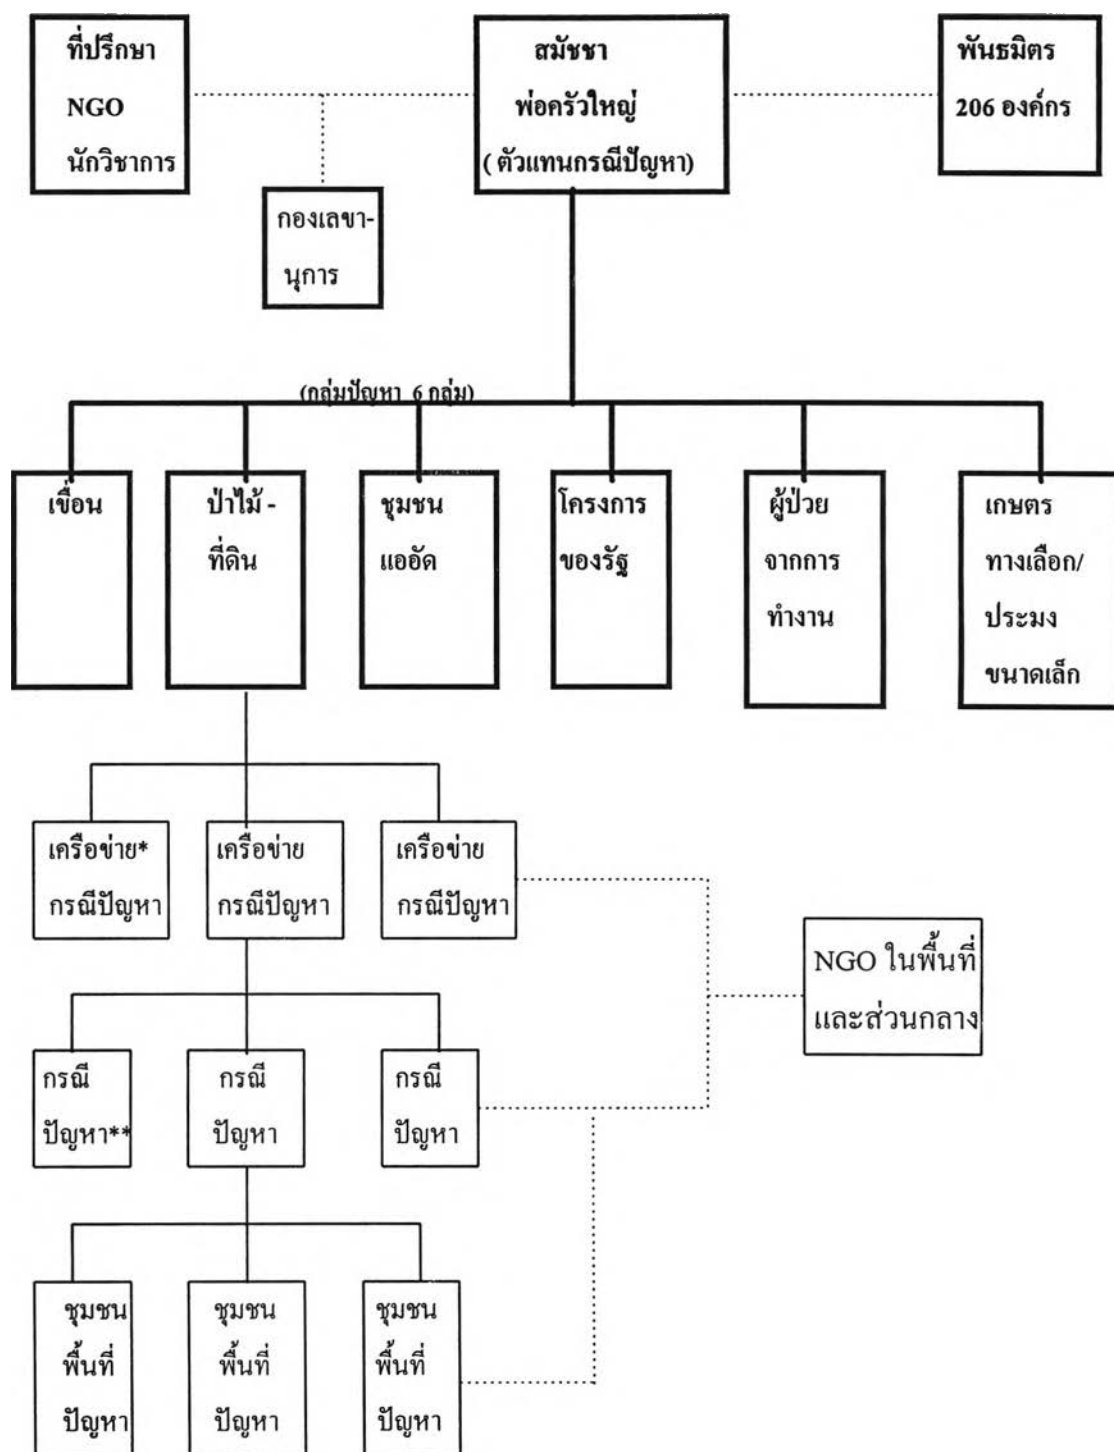 ที่ปรึกษา
NGO
นักวิชาการ
สมัชชา
พ่อครัวใหญ่
( ตัวแทนกรณีปัญหา)
พันธมิตร
206 องค์กร
กองเลขา-
นุการ
(กลุ่มปัญหา 6 กลุ่ม)
เขื่อน
ป่าไม้ -
ที่ดิน
ชุมชน
แออัด
โครงการ
ของรัฐ
ผู้ป่วย
จากการ
ทำงาน
เกษตร
ทางเลือก/
ประมง
ขนาดเล็ก
เครือข่าย*
กรณีปัญหา
เครือข่าย
กรณีปัญหา
เครือข่าย
กรณีปัญหา
NGO ในพื้นที่
และส่วนกลาง
กรณี
ปัญหา**
กรณี
ปัญหา
กรณี
ปัญหา
ชุมชน
พื้นที่
ปัญหา
ชุมชน
พื้นที่
ปัญหา
ชุมชน
พื้นที่
ปัญหา